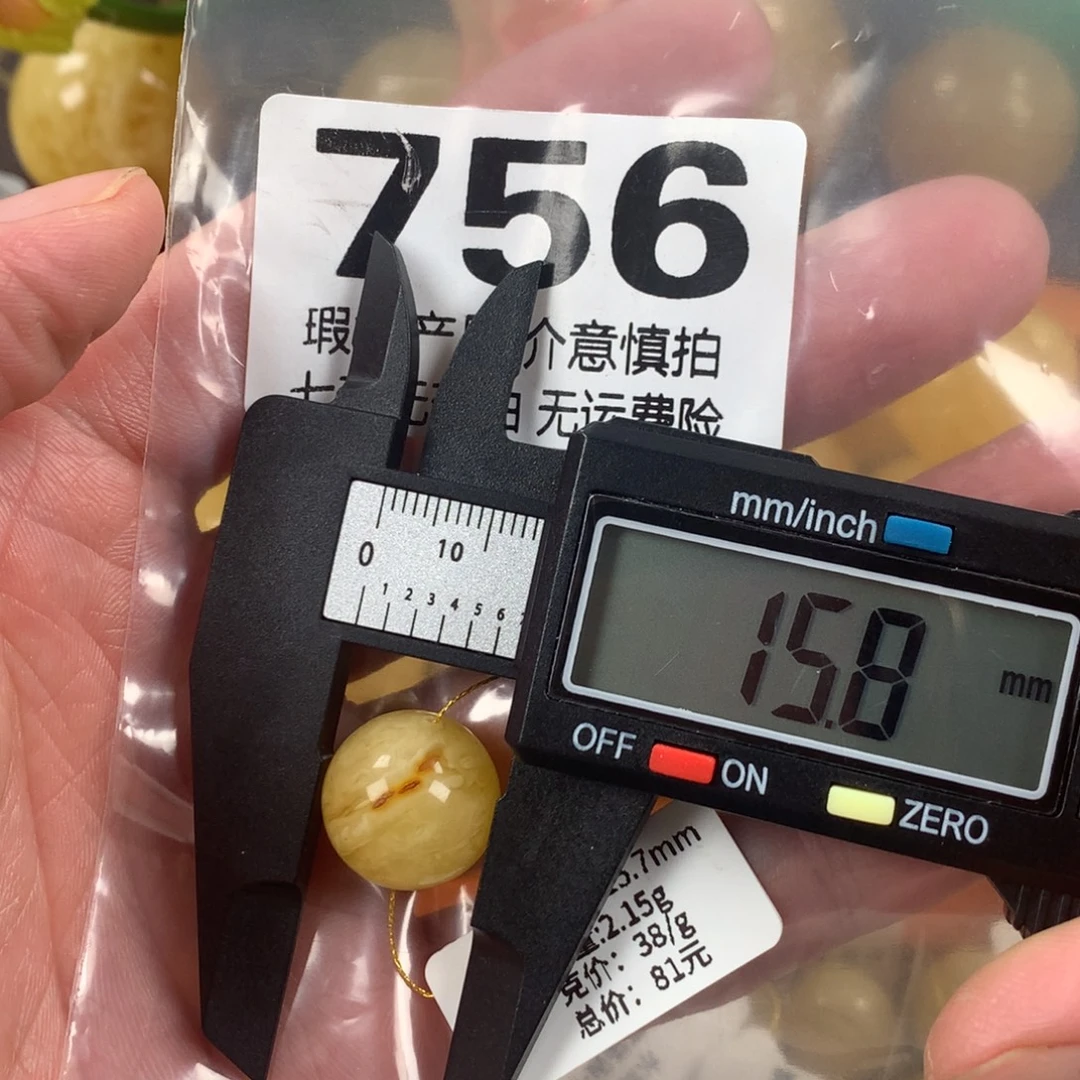 756
瑕 产 介意慎拍
无运费险
mm/inch
0 10
1 2 3 4 5 6
15.8 mm
OFF ON
ZERO
.7mm
:2.15g
克价：38/g
总价：81元